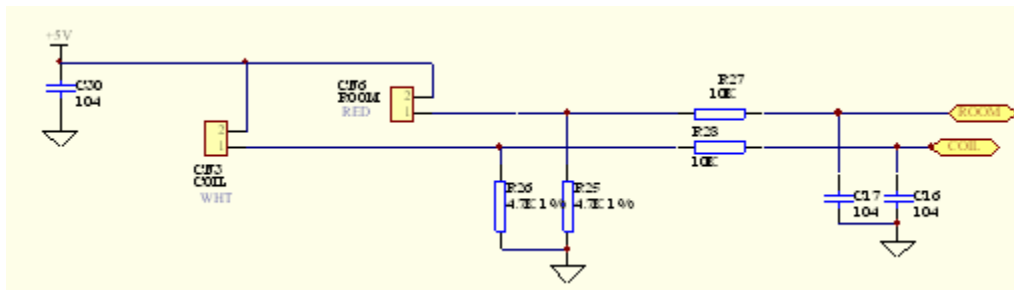 +5V
C30
104
CN6
ROOM
RED
2
1
CN3
COIL
WHT
2
1
R27
10K
R28
10K
ROOM
COIL
R26
4.7K 1%
R25
4.7K 1%
C17
104
C16
104